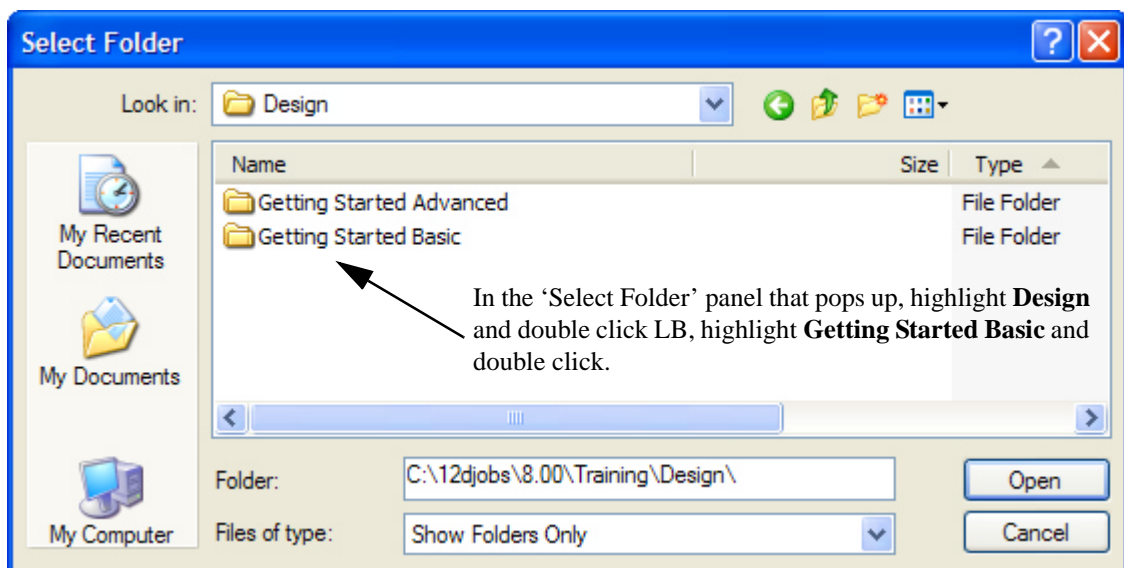 Select Folder
Look in:
Design
Name Size Type
Getting Started Advanced File Folder
Getting Started Basic File Folder
In the ‘Select Folder’ panel that pops up, highlight Design
and double click LB, highlight Getting Started Basic and
double click.
My Recent
Documents
My Documents
My Computer
Folder:
C:\12djobs\8.00\Training\Design\
Open
Files of type:
Show Folders Only
Cancel